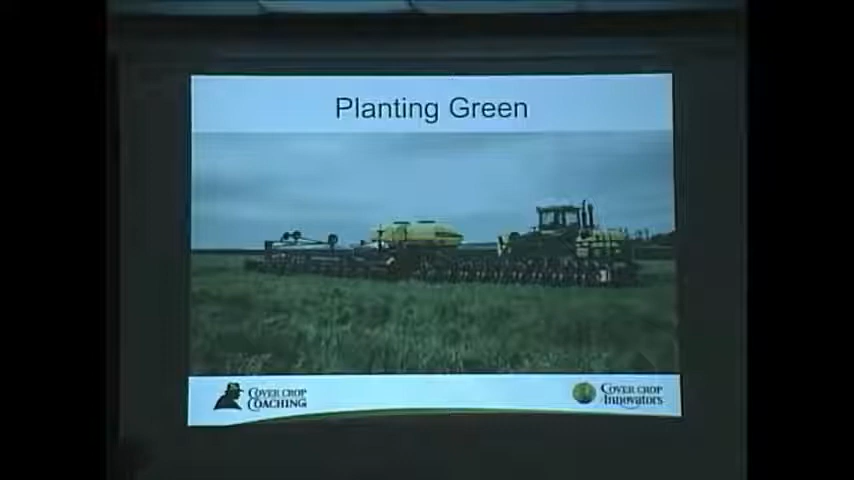 Planting Green
COVER CROP
COACHING
COVER CROP
INNOVATORS